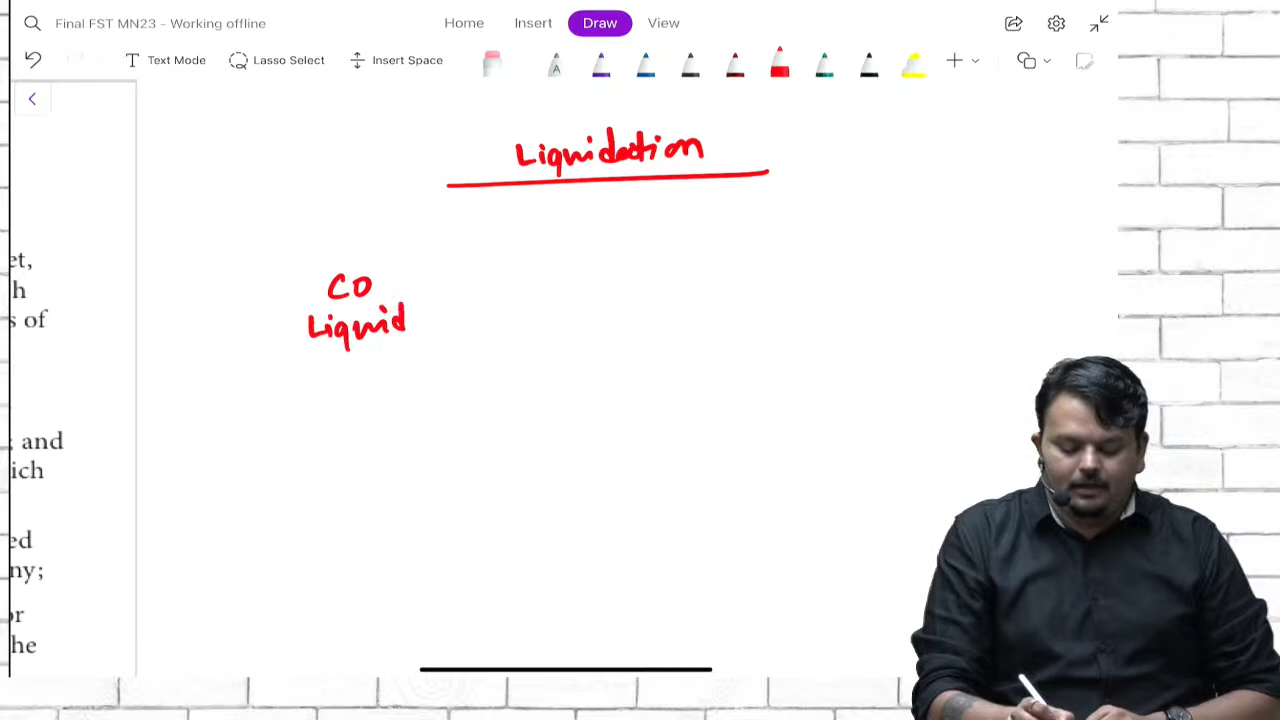 Final FST MN23 - Working offline
Home Insert Draw View
Text Mode Lasso Select Insert Space
A
Liquidation
et,
h
s of
CO
Liquid
and
ich
ed
ny;
or
he